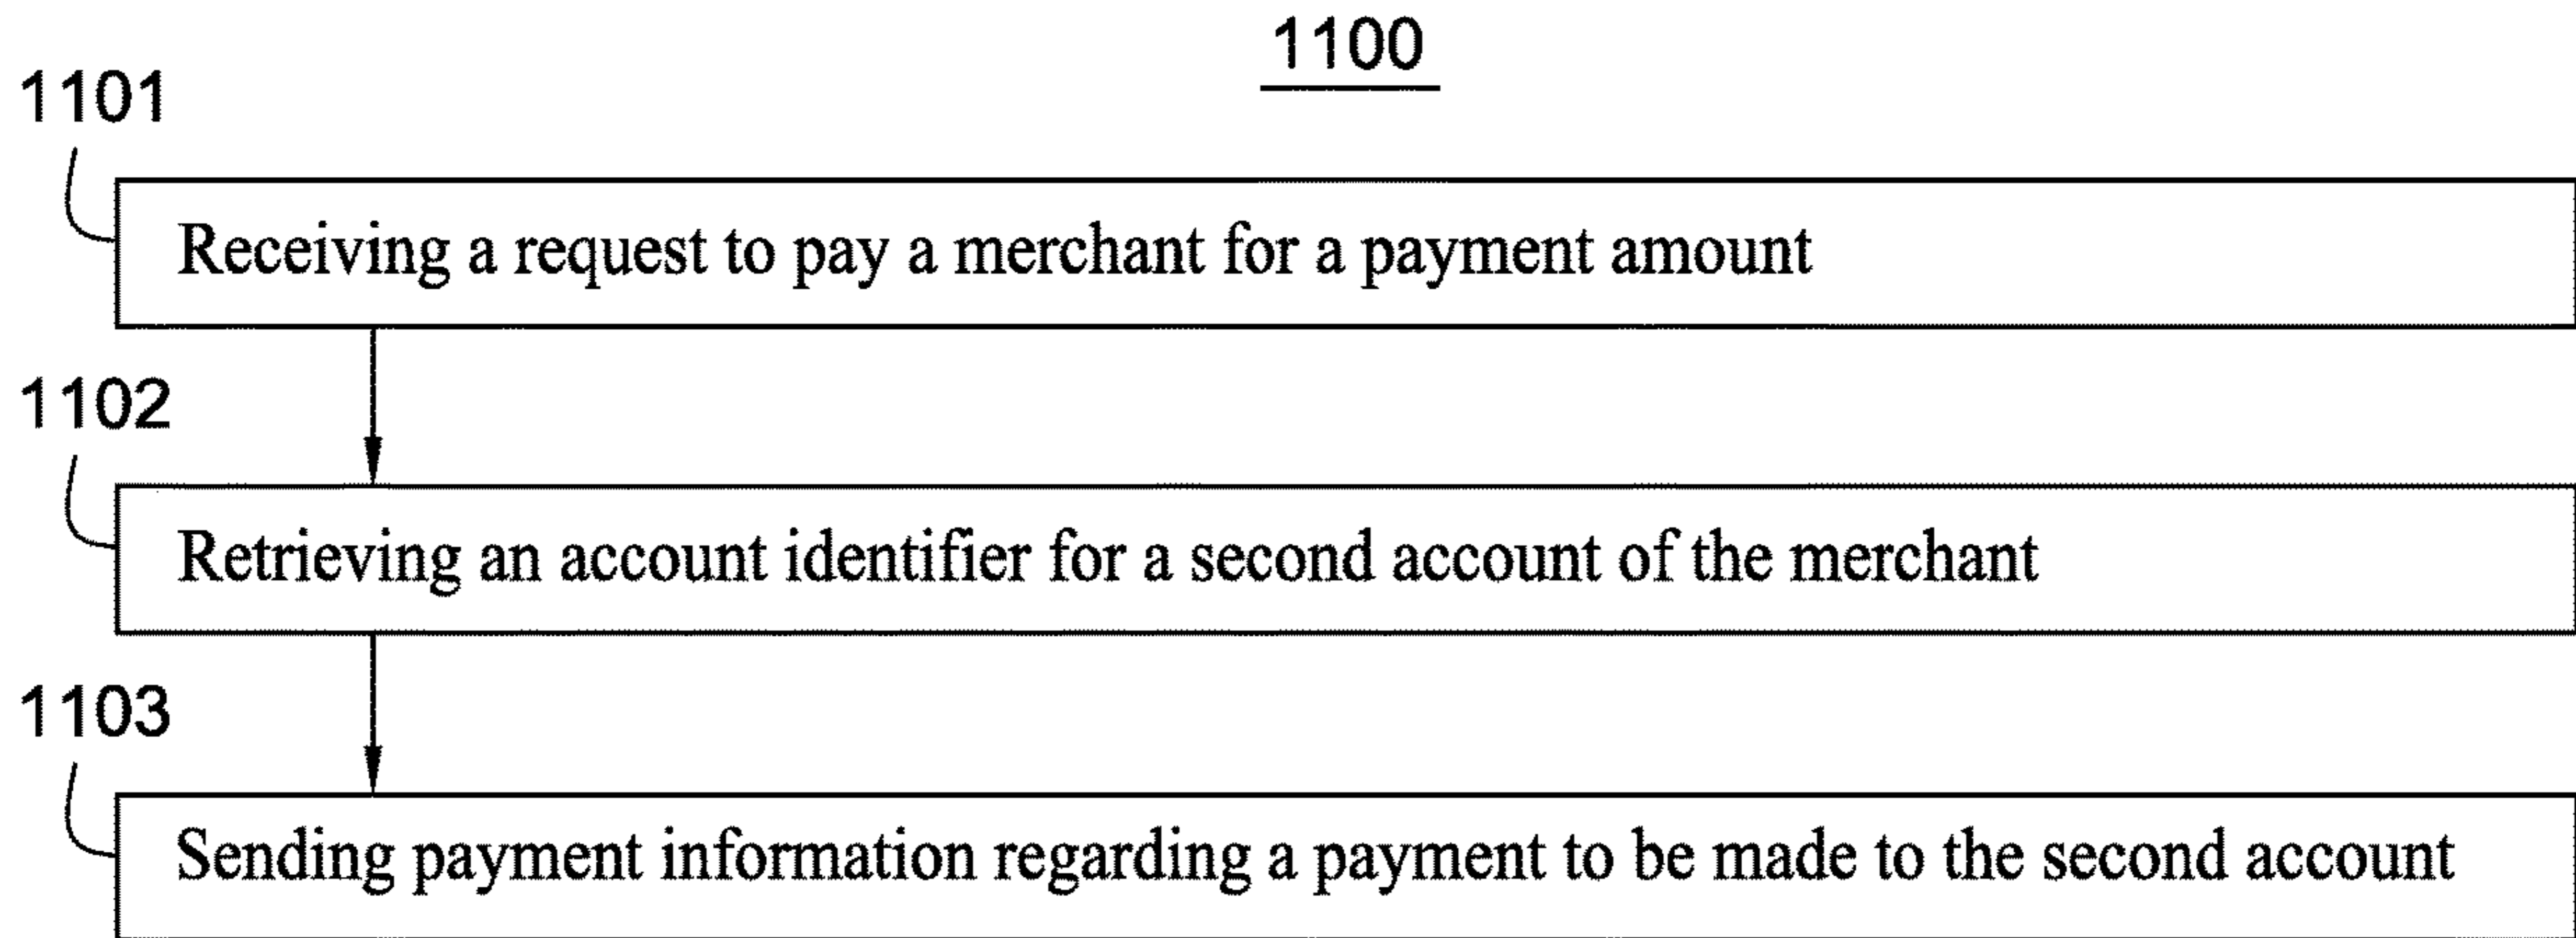 1100
1101
Receiving a request to pay a merchant for a payment amount
1102
Retrieving an account identifier for a second account of the merchant
1103
Sending payment information regarding a payment to be made to the second account